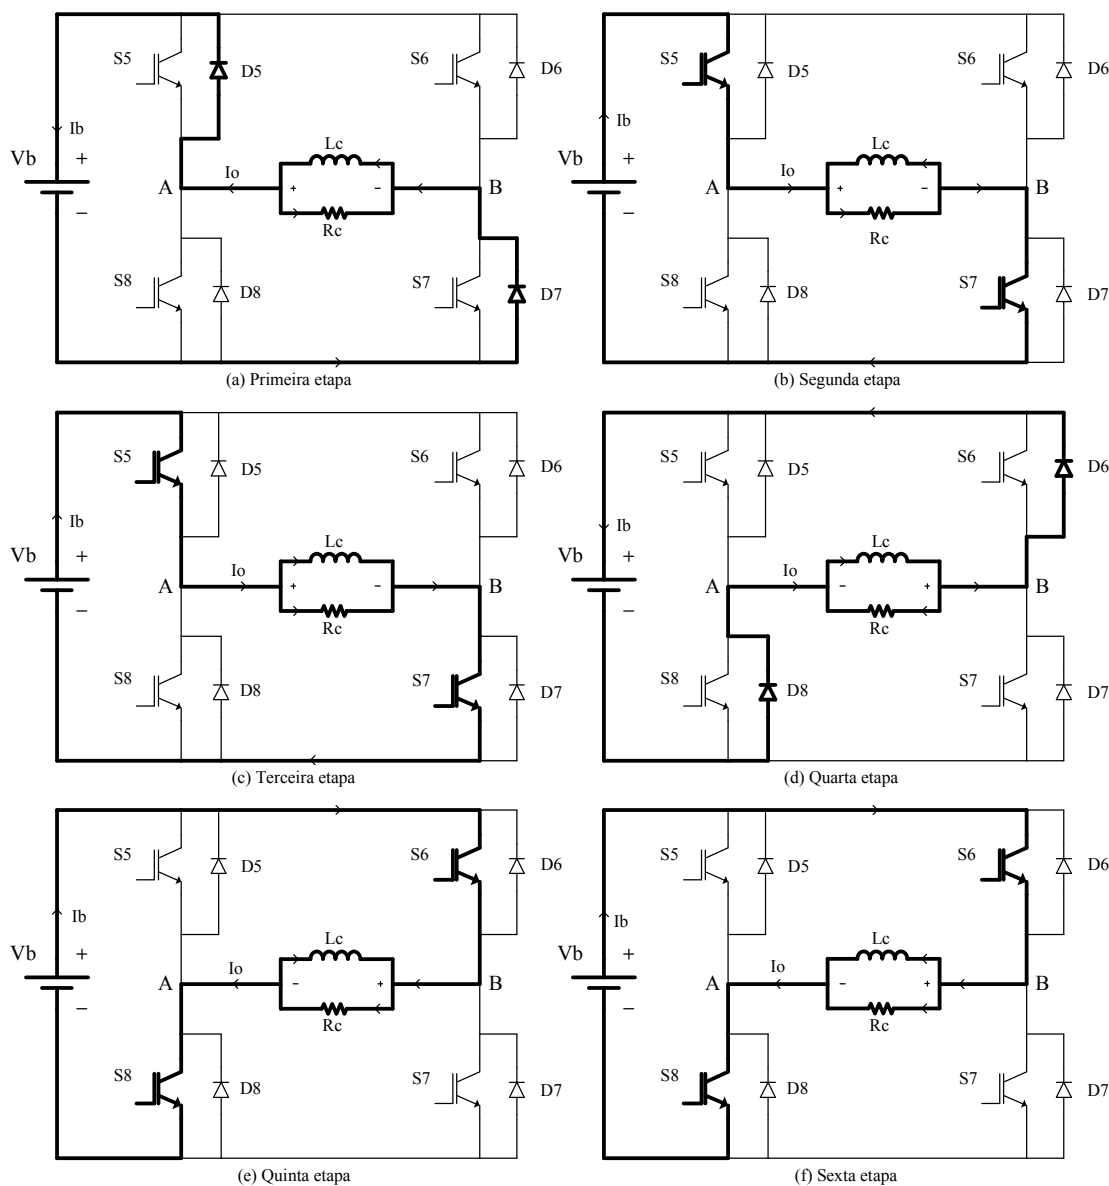 S5 D5 S6 D6
Ib
Vb + −
A Io Lc + − Rc B
S8 D8 S7 D7
(a) Primeira etapa
S5 D5 S6 D6
Ib
Vb + −
A Io Lc + − Rc B
S8 D8 S7 D7
(b) Segunda etapa
S5 D5 S6 D6
Ib
Vb + −
A Io Lc + − Rc B
S8 D8 S7 D7
(c) Terceira etapa
S5 D5 S6 D6
Ib
Vb + −
A Io Lc − + Rc B
S8 D8 S7 D7
(d) Quarta etapa
S5 D5 S6 D6
Ib
Vb + −
A Io Lc − + Rc B
S8 D8 S7 D7
(e) Quinta etapa
S5 D5 S6 D6
Ib
Vb + −
A Io Lc − + Rc B
S8 D8 S7 D7
(f) Sexta etapa